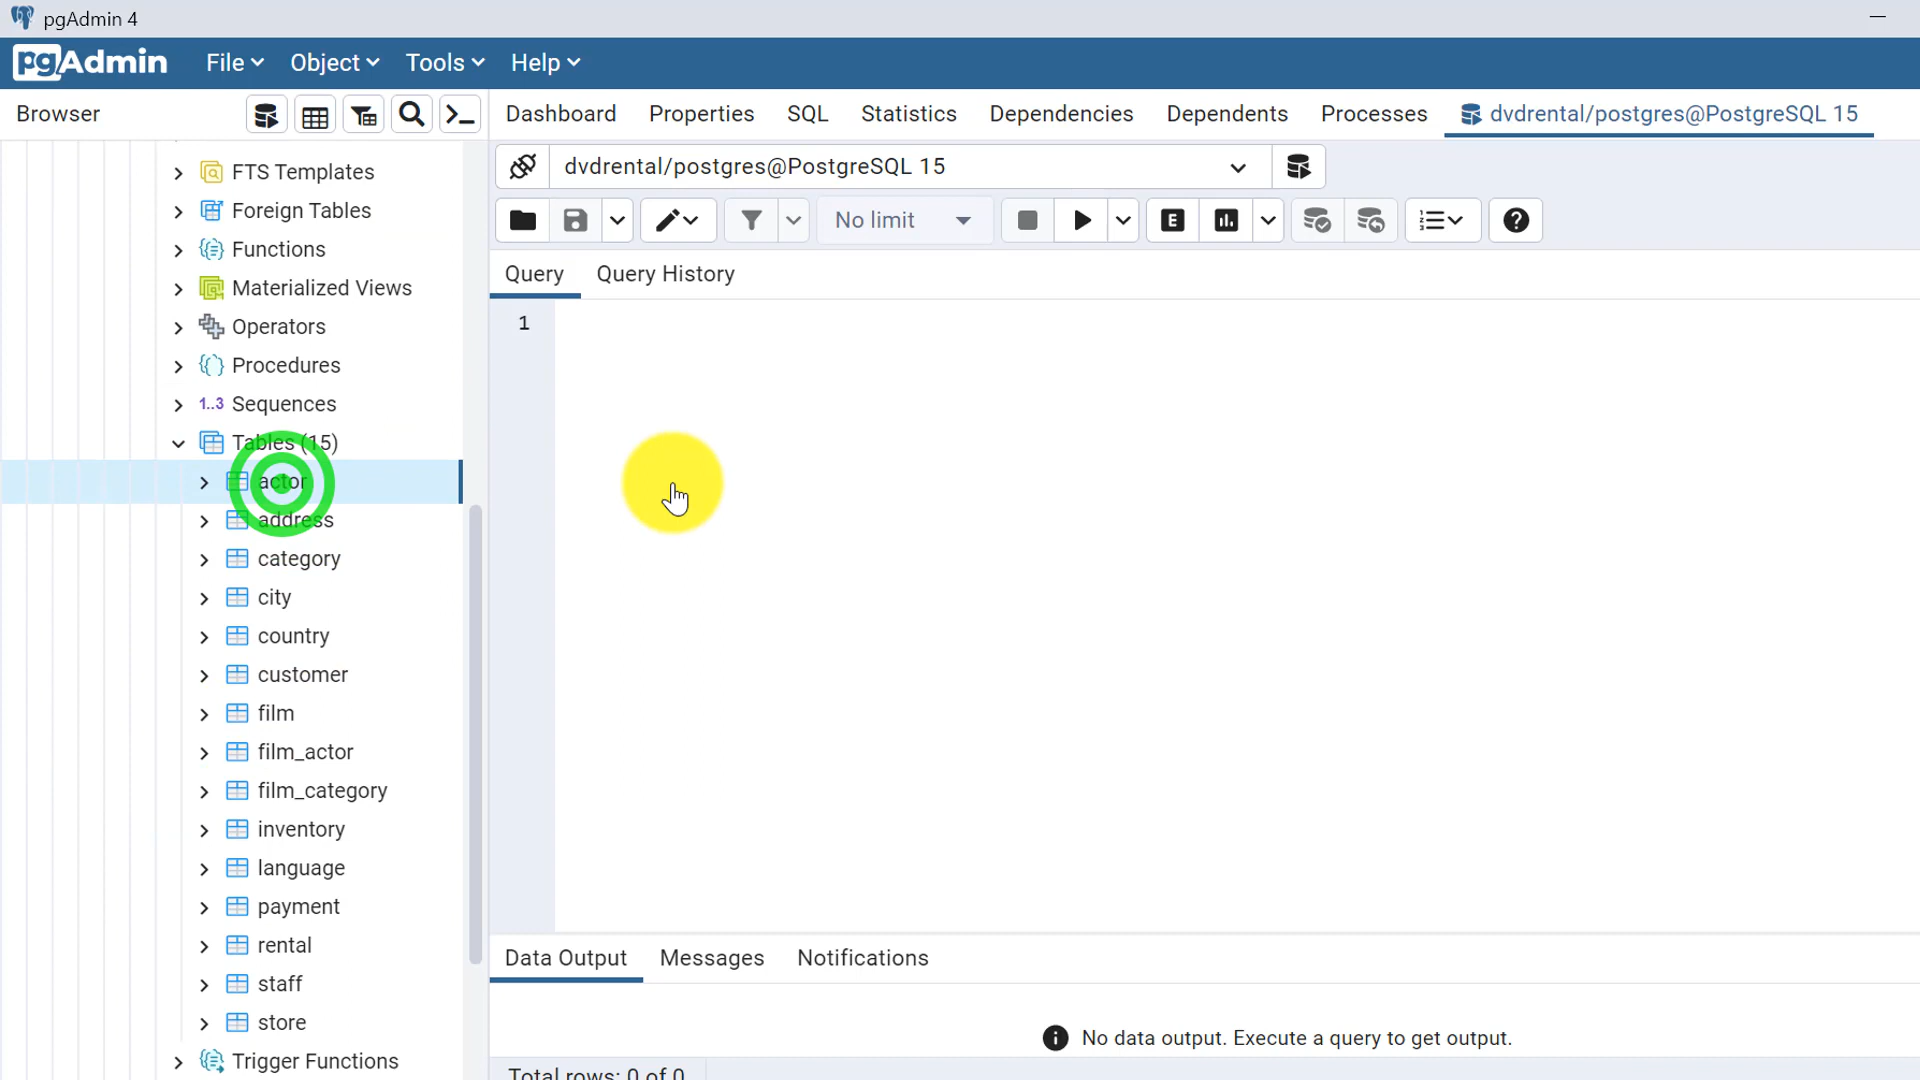 pgAdmin 4
pgAdmin File Object Tools Help
Browser Dashboard Properties SQL Statistics Dependencies Dependents Processes dvdrental/postgres@PostgreSQL 15
dvdrental/postgres@PostgreSQL 15
No limit
E
Query Query History
1
FTS Templates
Foreign Tables
Functions
Materialized Views
Operators
Procedures
1..3 Sequences
Tables (15)
actor
address
category
city
country
customer
film
film_actor
film_category
inventory
language
payment
rental
staff
store
Trigger Functions
Data Output Messages Notifications
No data output. Execute a query to get output.
Total rows: 0 of 0